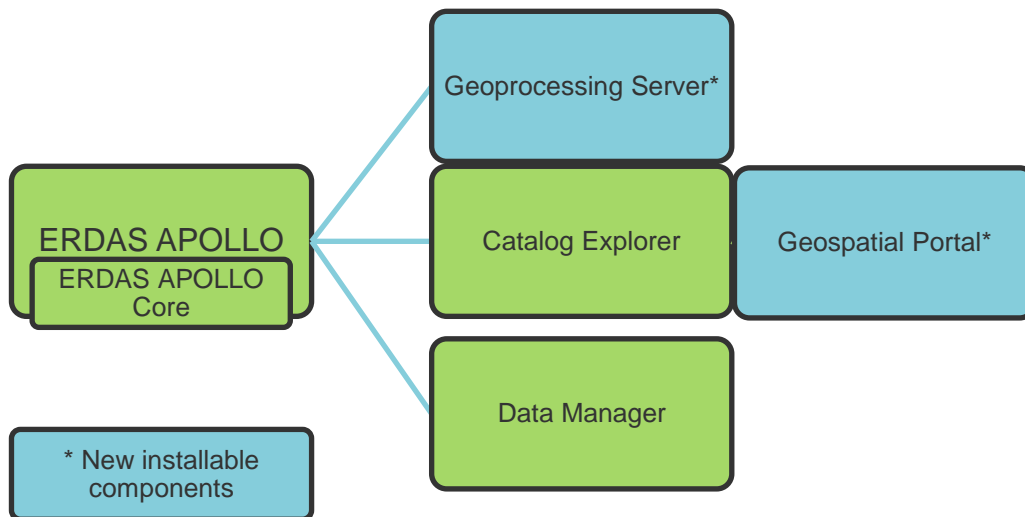 Geoprocessing Server*
ERDAS APOLLO
ERDAS APOLLO
Core
Catalog Explorer
Geospatial Portal*
Data Manager
* New installable
components